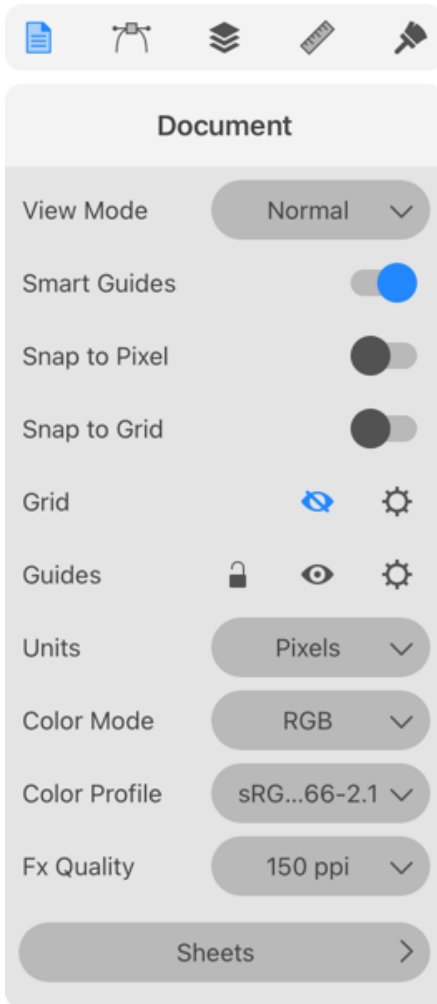 Document
View Mode Normal
Smart Guides
Snap to Pixel
Snap to Grid
Grid
Guides
Units Pixels
Color Mode RGB
Color Profile sRG...66-2.1
Fx Quality 150 ppi
Sheets